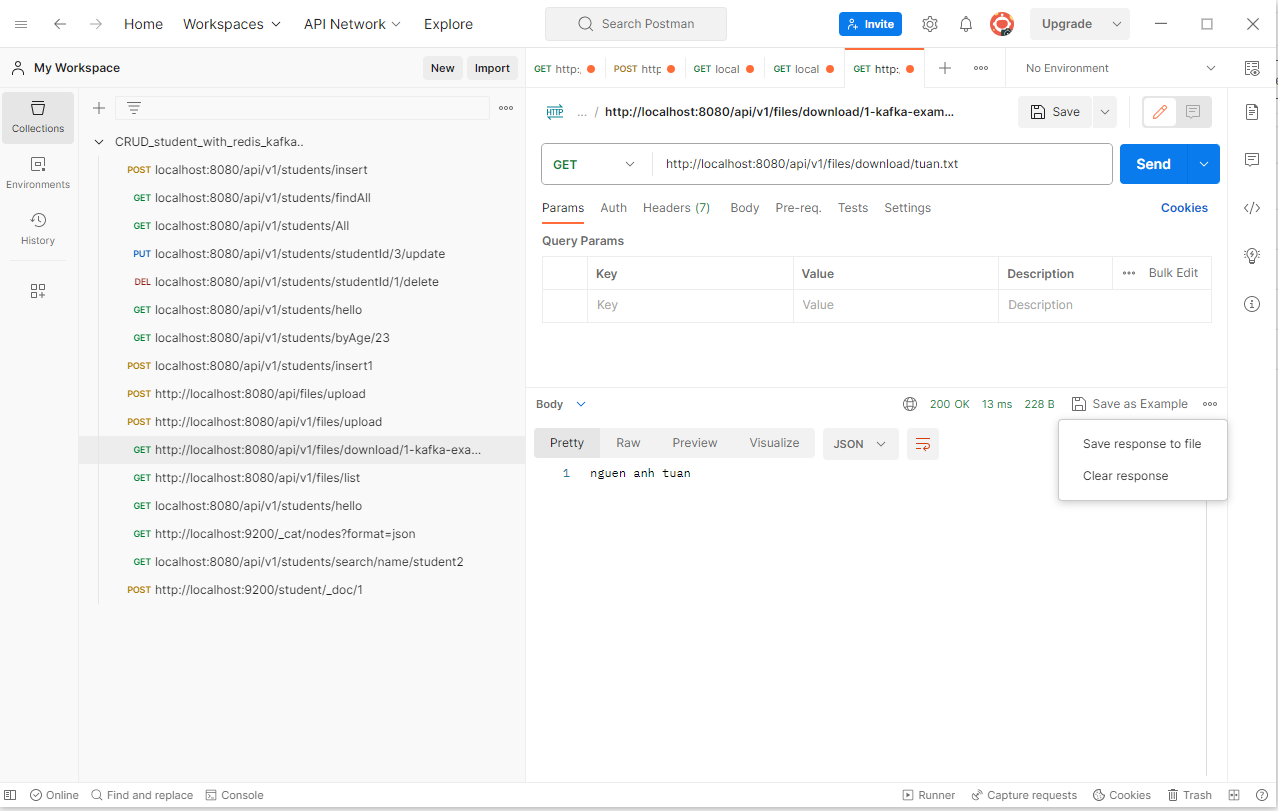 Home Workspaces API Network Explore Search Postman Invite Upgrade
My Workspace New Import GET http:, POST http GET local GET local GET http: No Environment
Collections
Environments
History
CRUD_student_with_redis_kafka..
POST localhost:8080/api/v1/students/insert
GET localhost:8080/api/v1/students/findAll
GET localhost:8080/api/v1/students/All
PUT localhost:8080/api/v1/students/studentId/3/update
DEL localhost:8080/api/v1/students/studentId/1/delete
GET localhost:8080/api/v1/students/hello
GET localhost:8080/api/v1/students/byAge/23
POST localhost:8080/api/v1/students/insert1
POST http://localhost:8080/api/files/upload
POST http://localhost:8080/api/v1/files/upload
GET http://localhost:8080/api/v1/files/download/1-kafka-exa...
GET http://localhost:8080/api/v1/files/list
GET localhost:8080/api/v1/students/hello
GET http://localhost:9200/_cat/nodes?format=json
GET localhost:8080/api/v1/students/search/name/student2
POST http://localhost:9200/student/_doc/1
HTTP ... / http://localhost:8080/api/v1/files/download/1-kafka-exam... Save
GET http://localhost:8080/api/v1/files/download/tuan.txt Send
Params Auth Headers (7) Body Pre-req. Tests Settings Cookies
Query Params
Key Value Description ••• Bulk Edit
Key Value Description
Body 200 OK 13 ms 228 B Save as Example
Save response to file
Clear response
Pretty Raw Preview Visualize JSON
1 nguen anh tuan
Online Find and replace Console Runner Capture requests Cookies Trash